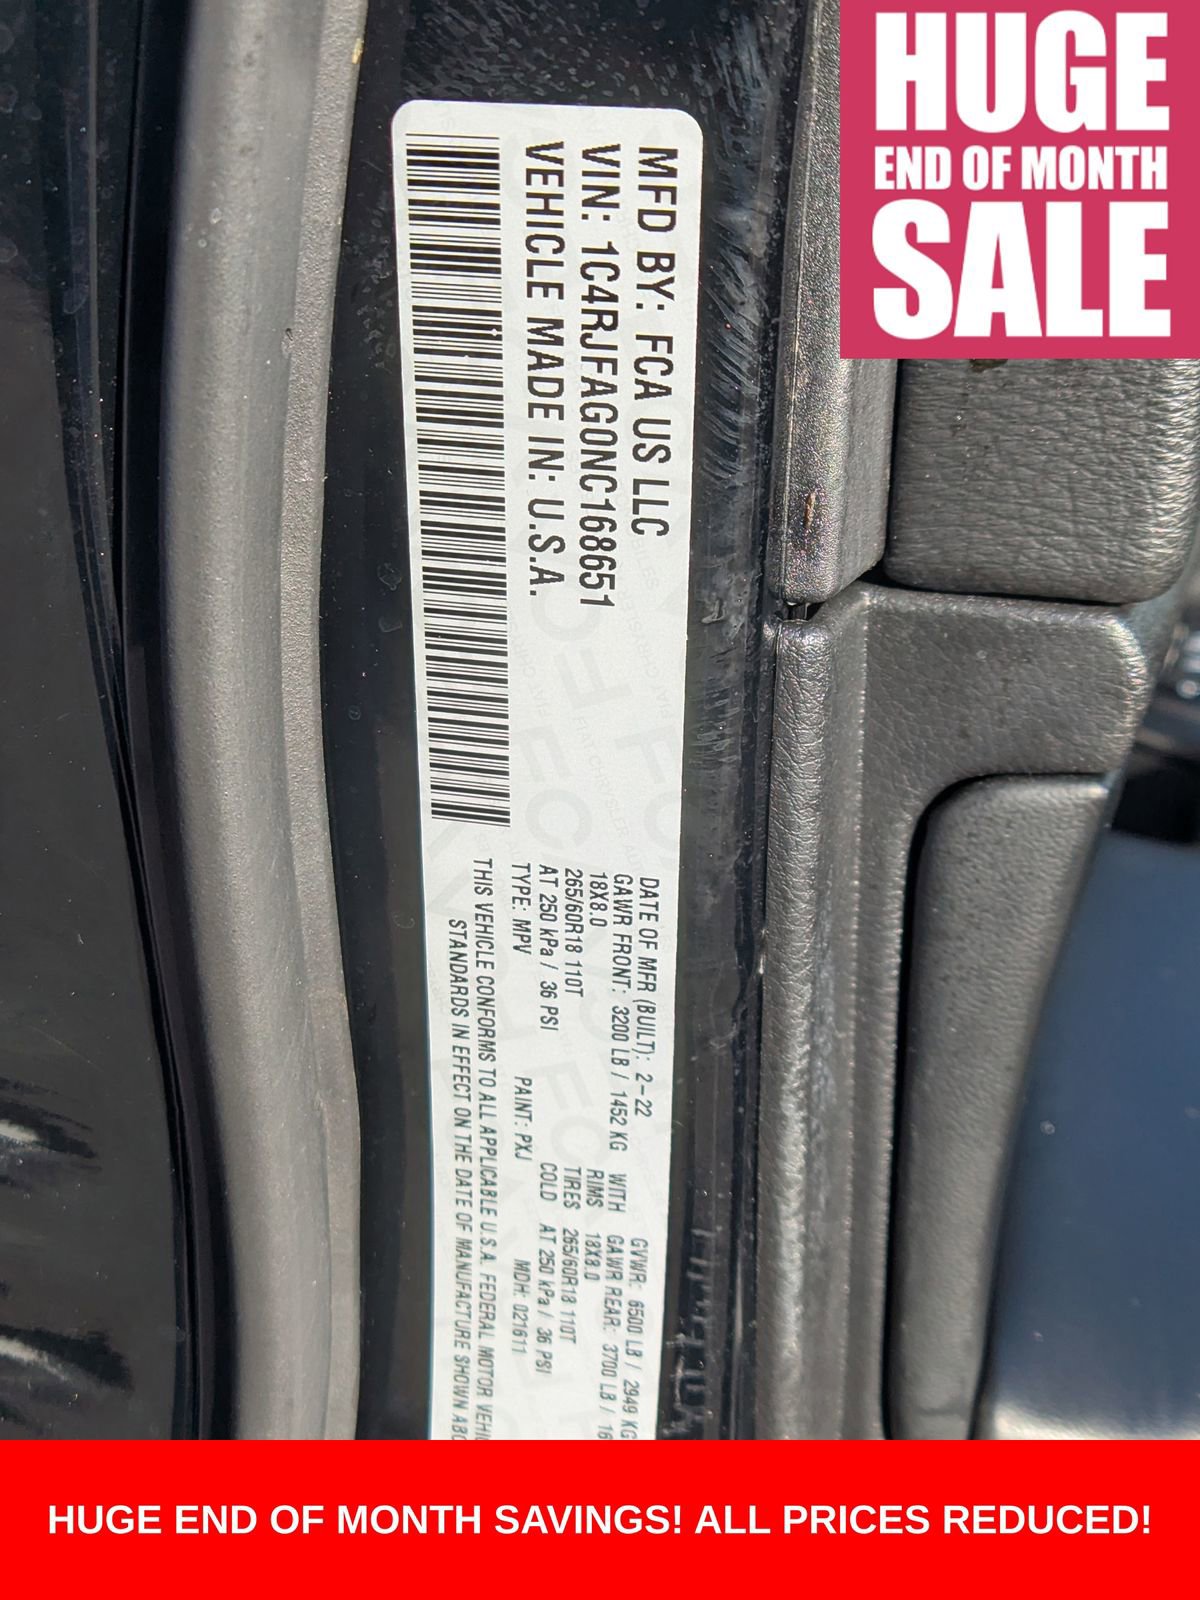 HUGE
END OF MONTH
SALE
MFD BY: FCA US LLC
VIN: 1C4RJFAG0NC168651
VEHICLE MADE IN: U.S.A.
DATE OF MFR (BUILT): 2-22 GVWR: 6500 LB / 2949 KG
GAWR FRONT: 3200 LB / 1452 KG WITH GAWR REAR: 3700 LB / 16
18X8.0 RIMS 18X8.0
265/60R18 110T TIRES 265/60R18 110T
AT 250 kPa / 36 PSI COLD AT 250 kPa / 36 PSI
TYPE: MPV PAINT: PXJ MDH: 021611
THIS VEHICLE CONFORMS TO ALL APPLICABLE U.S.A. FEDERAL MOTOR
STANDARDS IN EFFECT ON THE DATE OF MANUFACTURE SHOWN
HUGE END OF MONTH SAVINGS! ALL PRICES REDUCED!